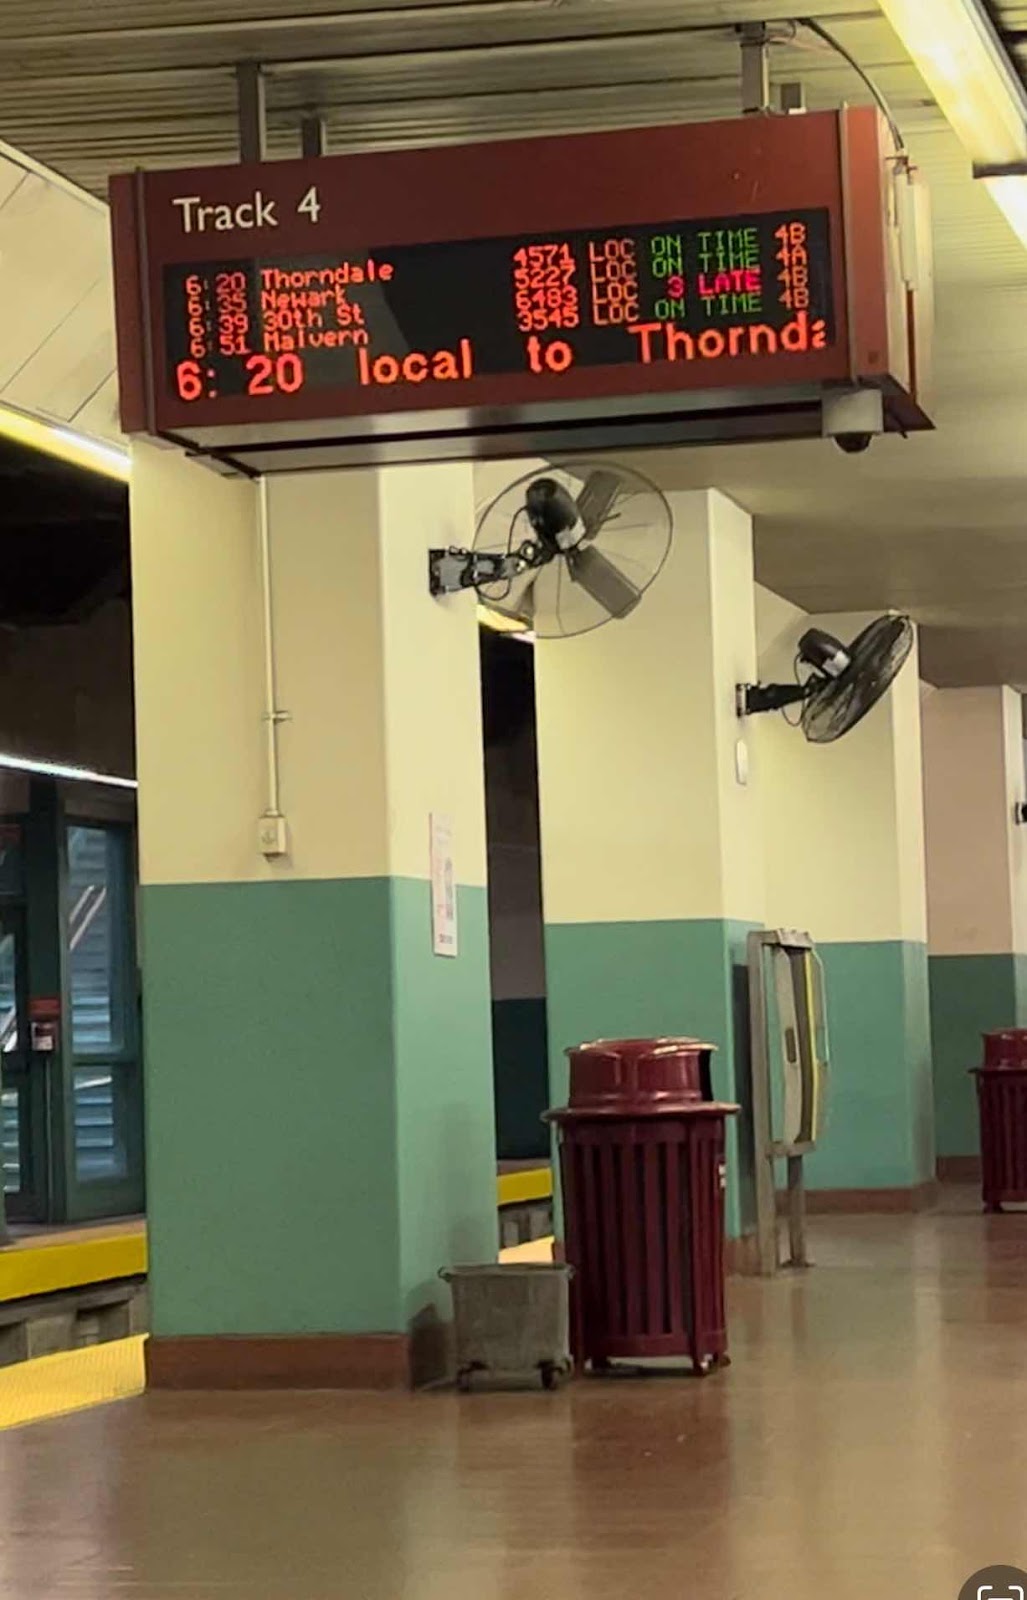 Track 4
6:20 Thorndale 4571 LOC ON TIME 4B
6:25 Newark 5227 LOC ON TIME 4A
6:39 30th St 6483 LOC 3 LATE 4B
6:51 Malvern 3545 LOC ON TIME 4B
6:20 local to Thornda